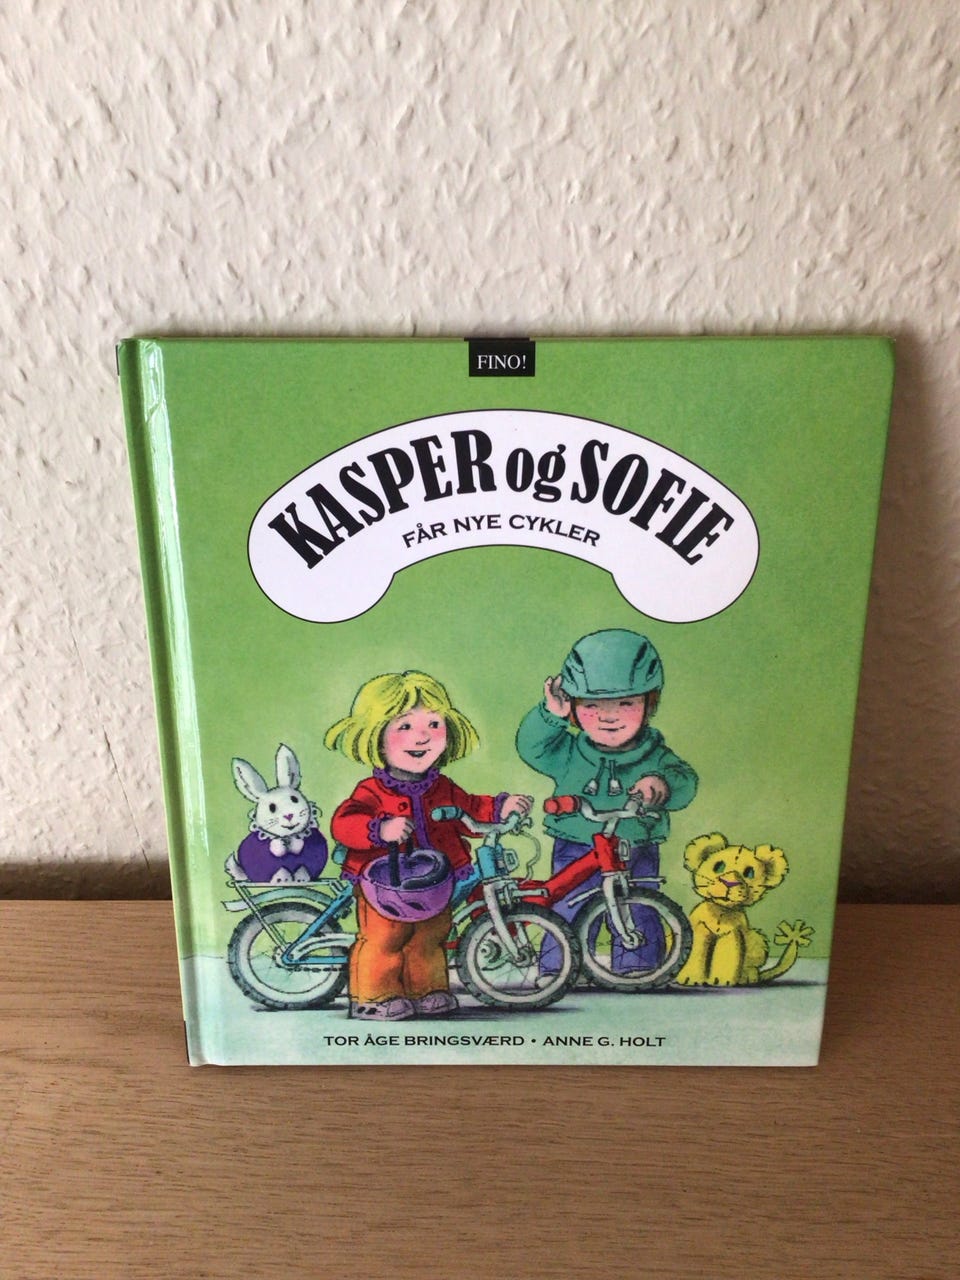 FINO!
KASPER og SOFIE
FÅR NYE CYKLER
TOR ÅGE BRINGSVÆRD • ANNE G. HOLT